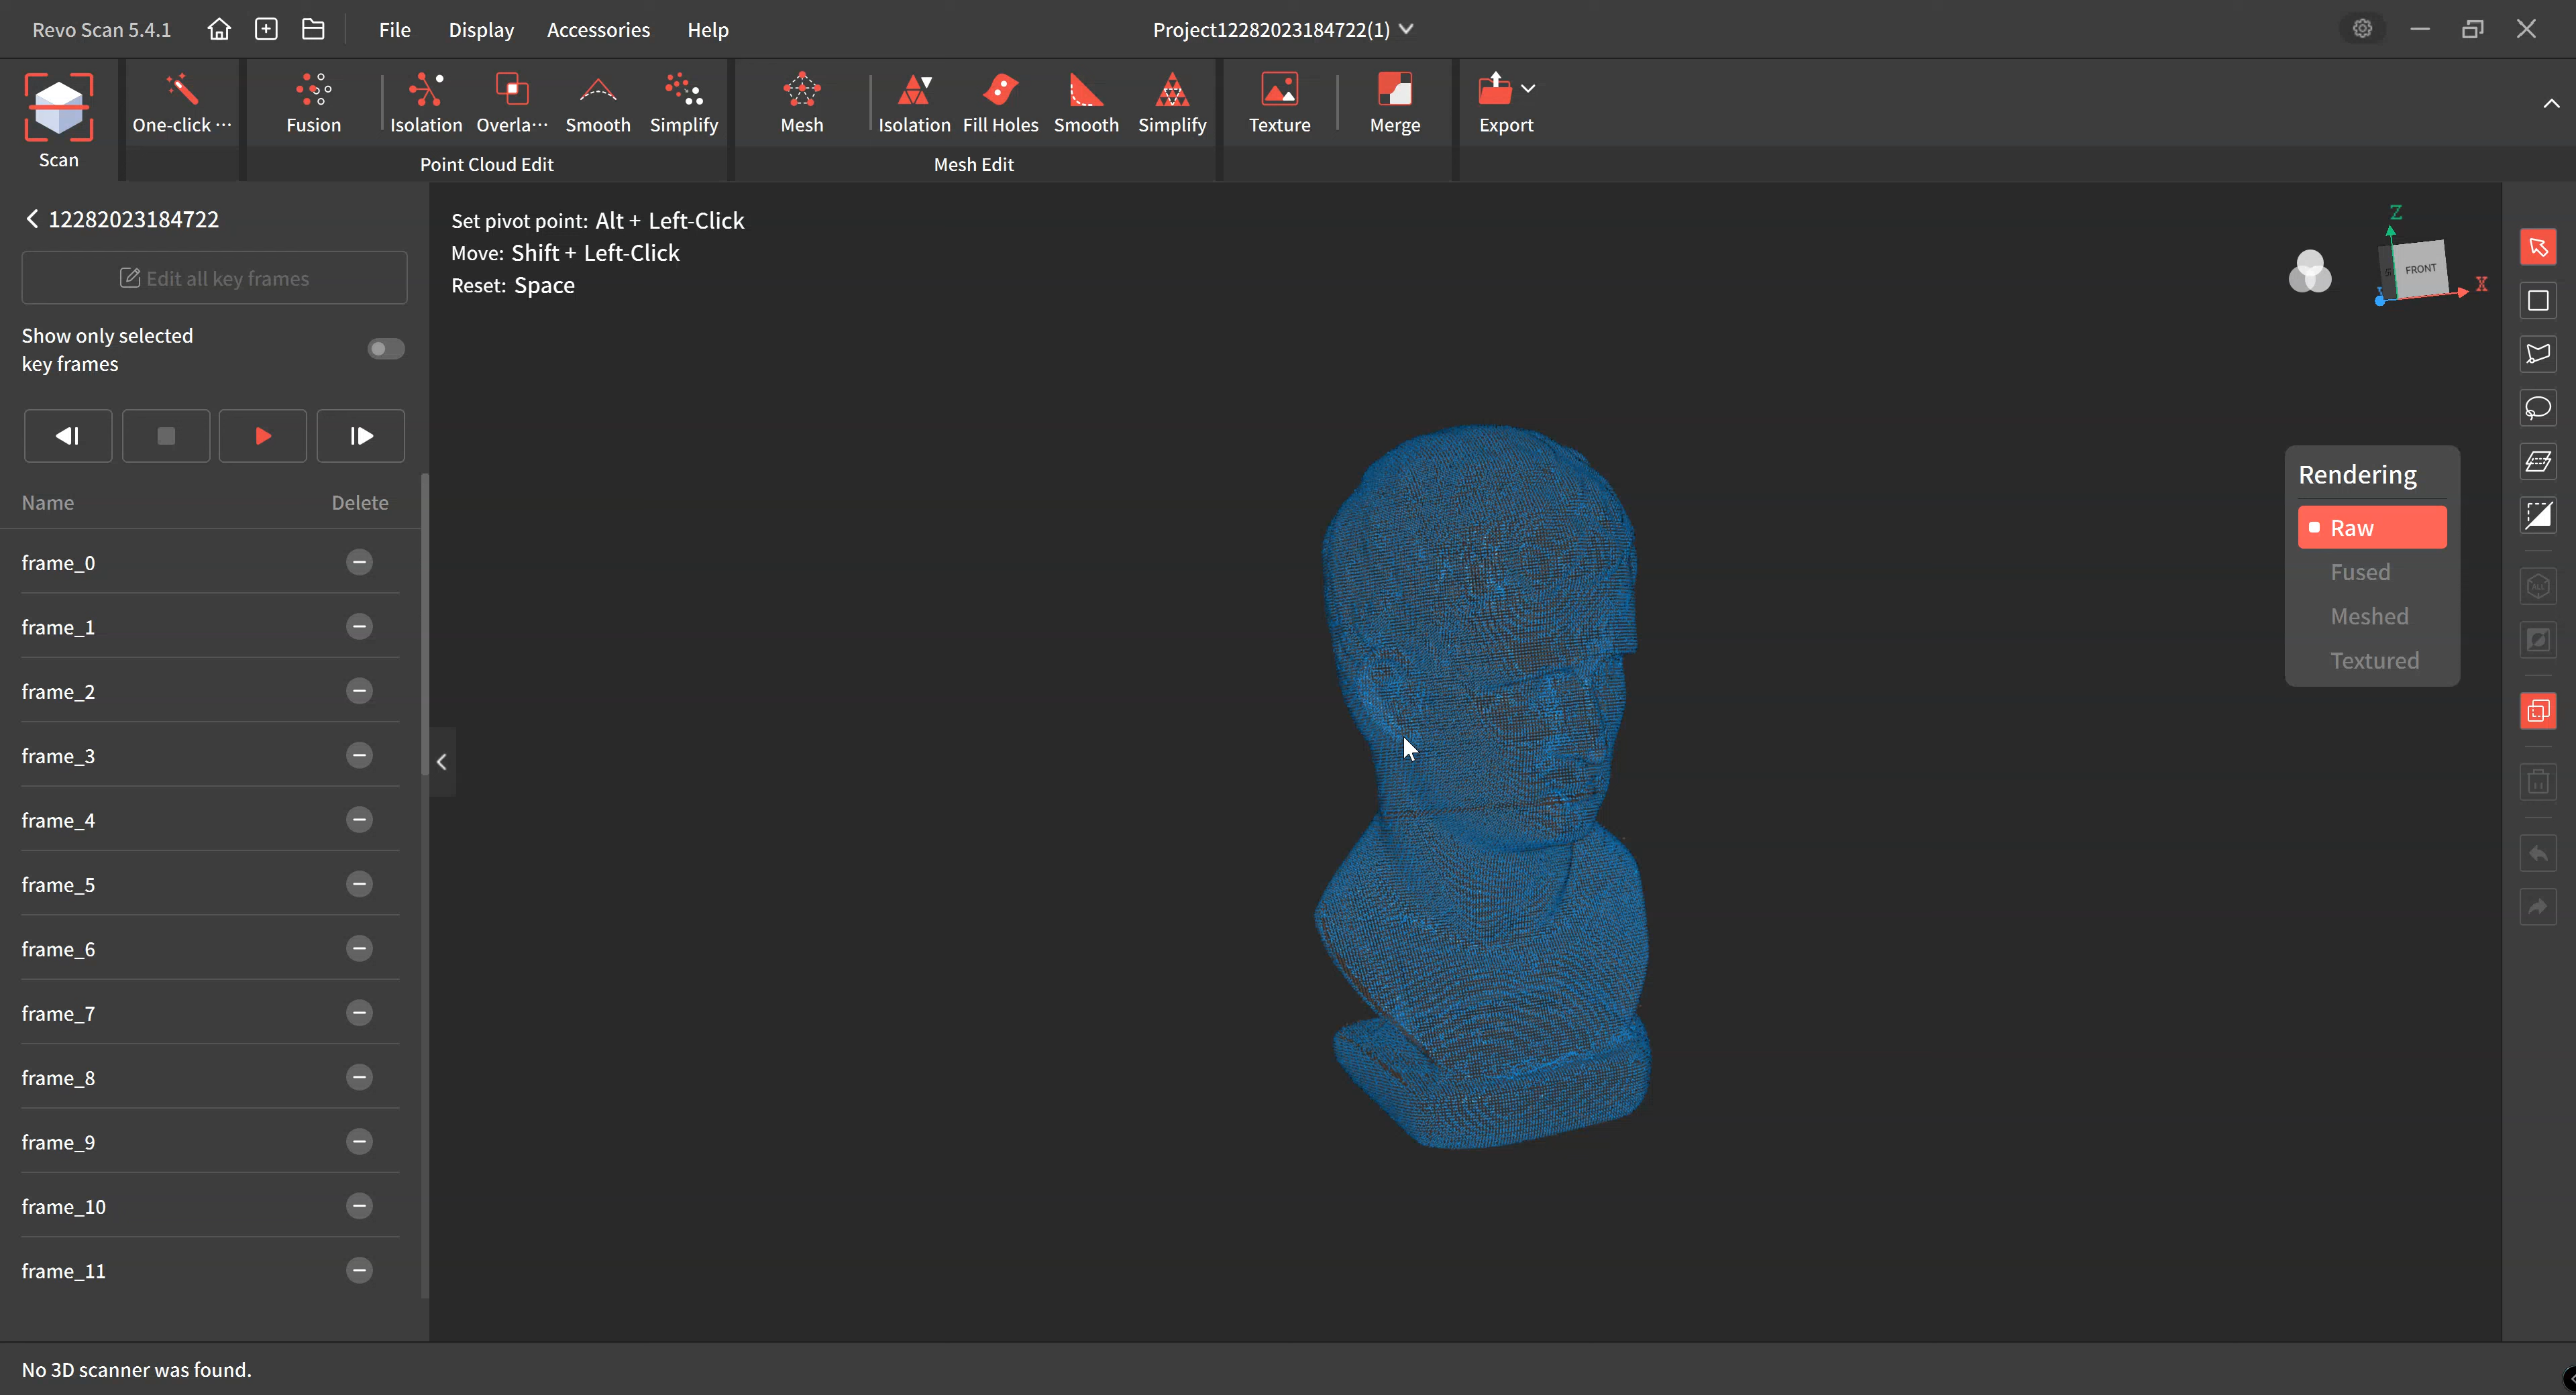 Revo Scan 5.4.1
File Display Accessories Help
Project12282023184722(1)
Scan
One-click ···
Fusion
Isolation
Overla···
Smooth
Simplify
Point Cloud Edit
Mesh
Isolation
Fill Holes
Smooth
Simplify
Mesh Edit
Texture
Merge
Export
12282023184722
Edit all key frames
Show only selected
key frames
Name Delete
frame_0
frame_1
frame_2
frame_3
frame_4
frame_5
frame_6
frame_7
frame_8
frame_9
frame_10
frame_11
Set pivot point: Alt + Left-Click
Move: Shift + Left-Click
Reset: Space
Z
FRONT
X
Rendering
Raw
Fused
Meshed
Textured
ALL
No 3D scanner was found.